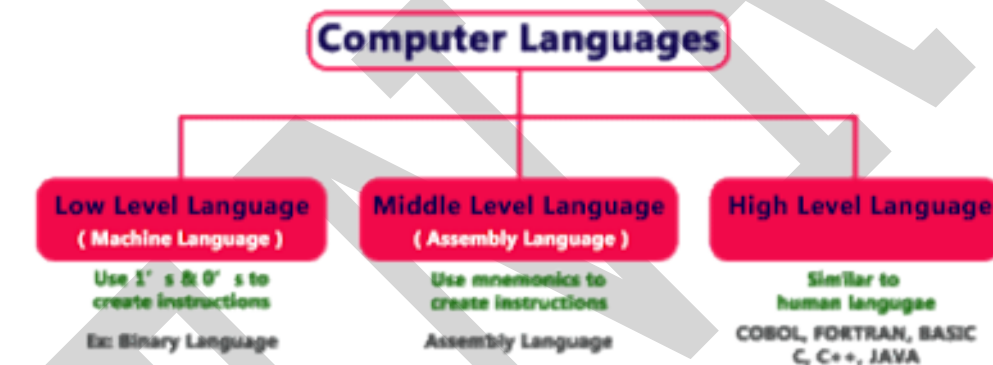 Computer Languages
Low Level Language
( Machine Language )
Use 1' s & 0' s to
create instructions
Ex: Binary Language
Middle Level Language
( Assembly Language )
Use mnemonics to
create instructions
Assembly Language
High Level Language
Similar to
human langugae
COBOL, FORTRAN, BASIC
C, C++, JAVA